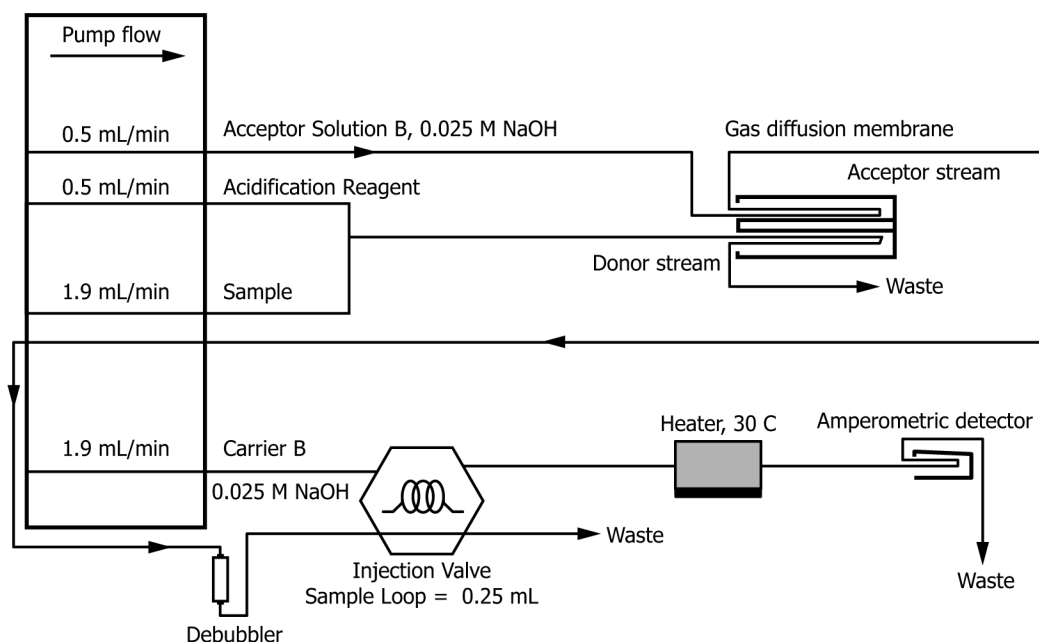 Pump flow
0.5 mL/min
Acceptor Solution B, 0.025 M NaOH
Gas diffusion membrane
Acceptor stream
0.5 mL/min
Acidification Reagent
Donor stream
Waste
1.9 mL/min
Sample
1.9 mL/min
Carrier B
0.025 M NaOH
Heater, 30 C
Amperometric detector
Waste
Waste
Injection Valve
Sample Loop = 0.25 mL
Debubbler